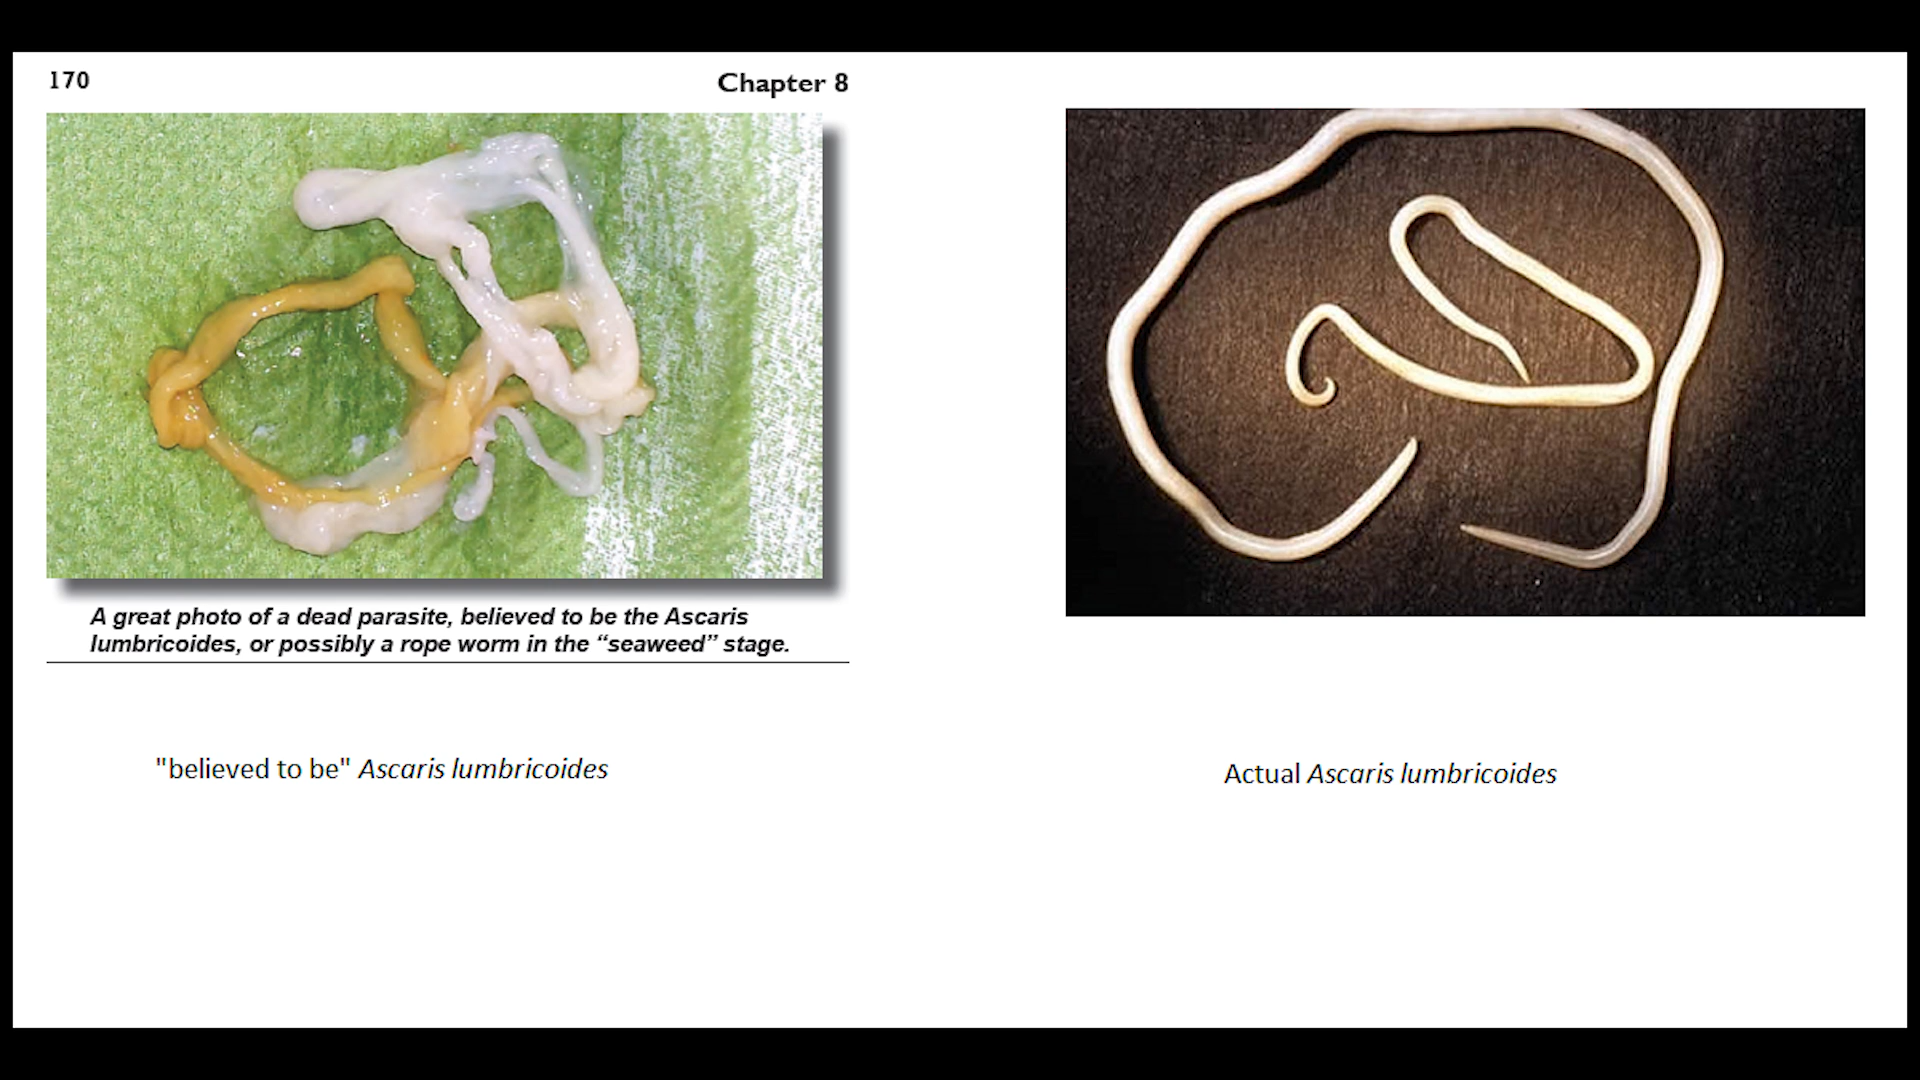 170
Chapter 8
A great photo of a dead parasite, believed to be the Ascaris
lumbricoides, or possibly a rope worm in the “seaweed” stage.
"believed to be" Ascaris lumbricoides
Actual Ascaris lumbricoides